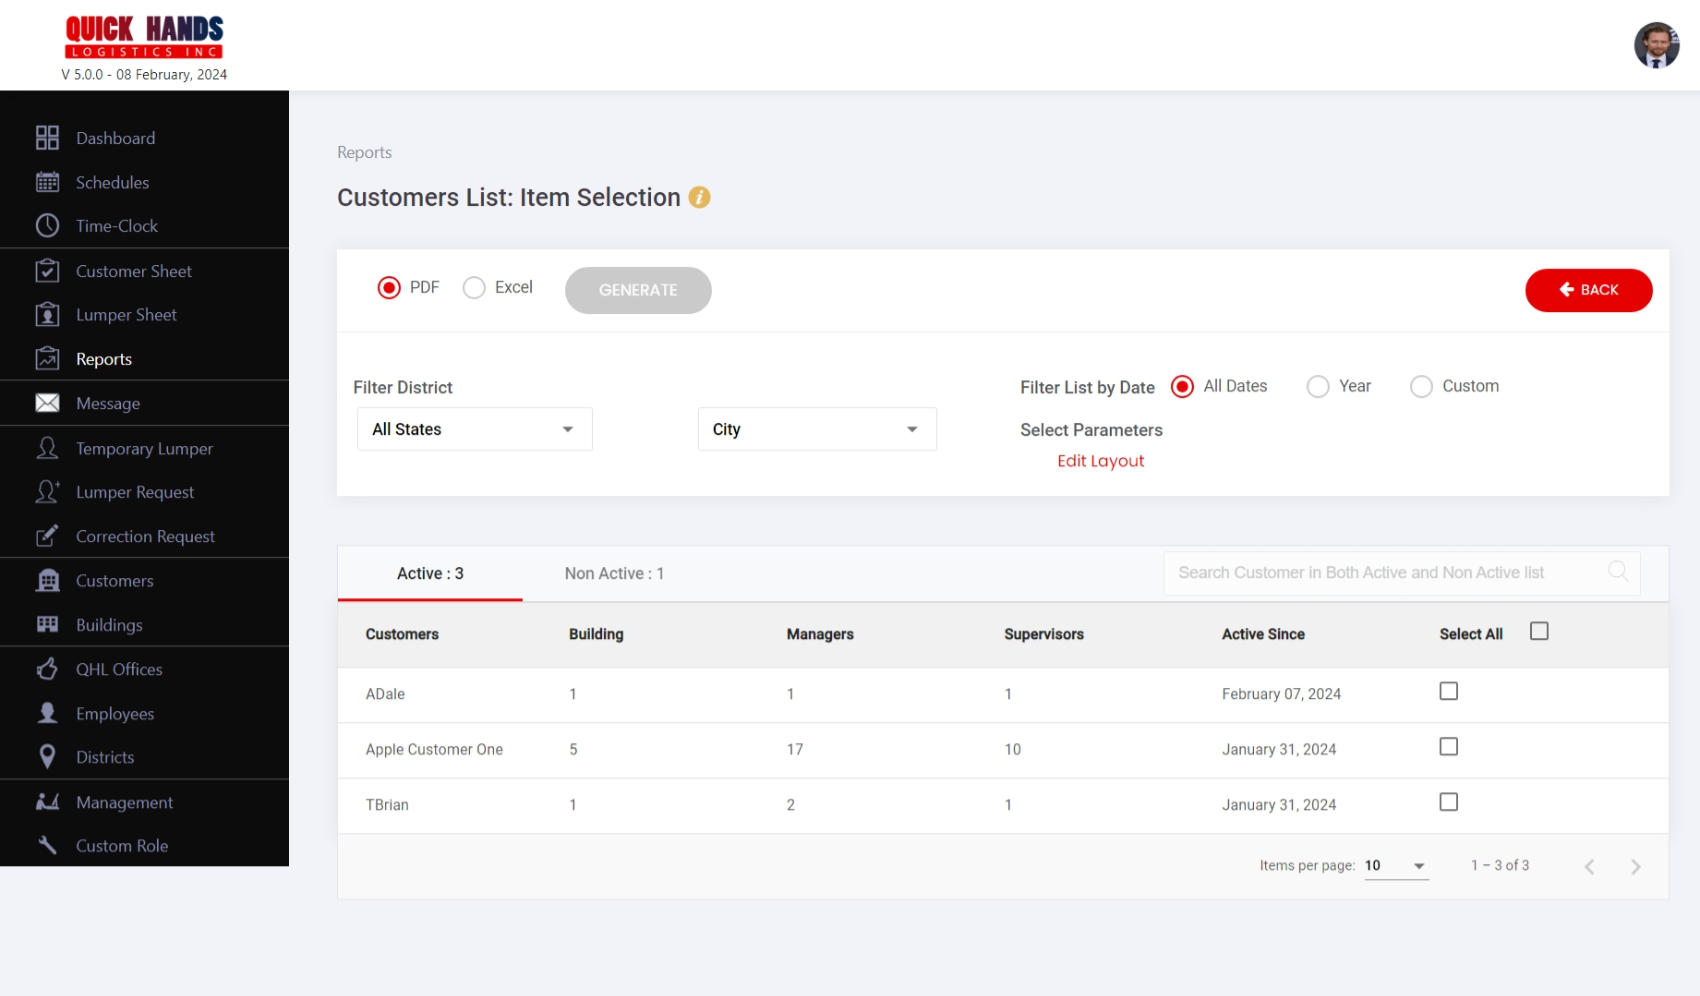 QUICK HANDS
LOGISTICS INC
V 5.0.0 - 08 February, 2024
Dashboard
Schedules
Time-Clock
Customer Sheet
Lumper Sheet
Reports
Message
Temporary Lumper
Lumper Request
Correction Request
Customers
Buildings
QHL Offices
Employees
Districts
Management
Custom Role
Reports
Customers List: Item Selection i
PDF Excel GENERATE BACK
Filter District
All States City
Filter List by Date All Dates Year Custom
Select Parameters
Edit Layout
Active : 3 Non Active : 1 Search Customer in Both Active and Non Active list
Customers Building Managers Supervisors Active Since Select All
ADale 1 1 1 February 07, 2024
Apple Customer One 5 17 10 January 31, 2024
TBrian 1 2 1 January 31, 2024
Items per page: 10 1 – 3 of 3